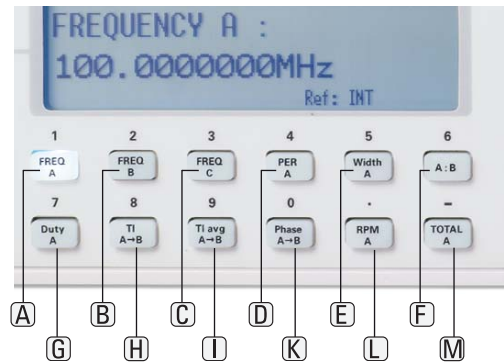 FREQUENCY A :
100.0000000MHz
Ref: INT
1 2 3 4 5 6
FREQ A
FREQ B
FREQ C
PER A
Width A
A:B
7 8 9 0 . –
Duty A
TI A→B
TI avg A→B
Phase A→B
RPM A
TOTAL A
A B C D E F
G H I K L M